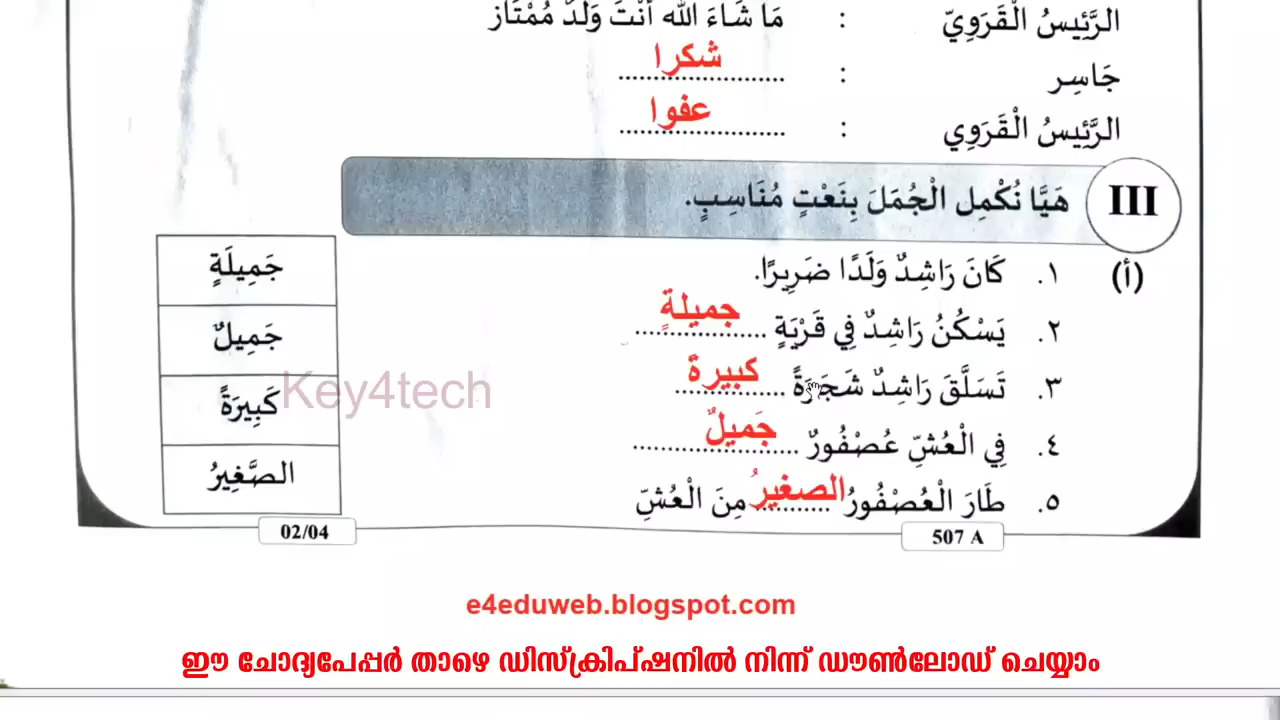 الرَّئِيسُ الْقَرَوِيّ : مَا شَاءَ الله أَنْتَ وَلَدٌ مُمْتَاز
جَاسِر : شكرا
الرَّئِيسُ الْقَرَوِي : عفوا
III هَيَّا نُكْمِل الْجُمَلَ بِنَعْتٍ مُنَاسِبٍ.
(أ) ١. كَانَ رَاشِدٌ وَلَدًا ضَرِيرًا.
٢. يَسْكُنُ رَاشِدٌ فِي قَرْيَةٍ جميلةٍ
٣. تَسَلَّقَ رَاشِدٌ شَجَرَةً كبيرة
٤. فِي الْعُشِّ عُصْفُورٌ جَميلٌ
٥. طَارَ الْعُصْفُورُ الصغيرُ مِنَ الْعُشِّ
جَمِيلَةٍ
جَمِيلٌ
كَبِيرَةً
الصَّغِيرُ
Key4tech
02/04
507 A
e4eduweb.blogspot.com
ഈ ചോദ്യപേപ്പർ താഴെ ഡിസ്ക്രിപ്ഷനിൽ നിന്ന് ഡൗൺലോഡ് ചെയ്യാം